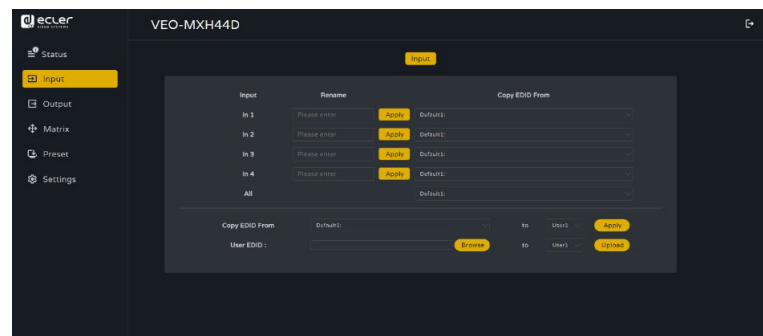 ecler VEO-MXH44D
Status
Input
Output
Matrix
Preset
Settings
Input
Input Rename Copy EDID From
In 1 Please enter Apply Default1:
In 2 Please enter Apply Default1:
In 3 Please enter Apply Default1:
In 4 Please enter Apply Default1:
All Default1:
Copy EDID From Default1: to User1 Apply
User EDID : Browse to User1 Upload